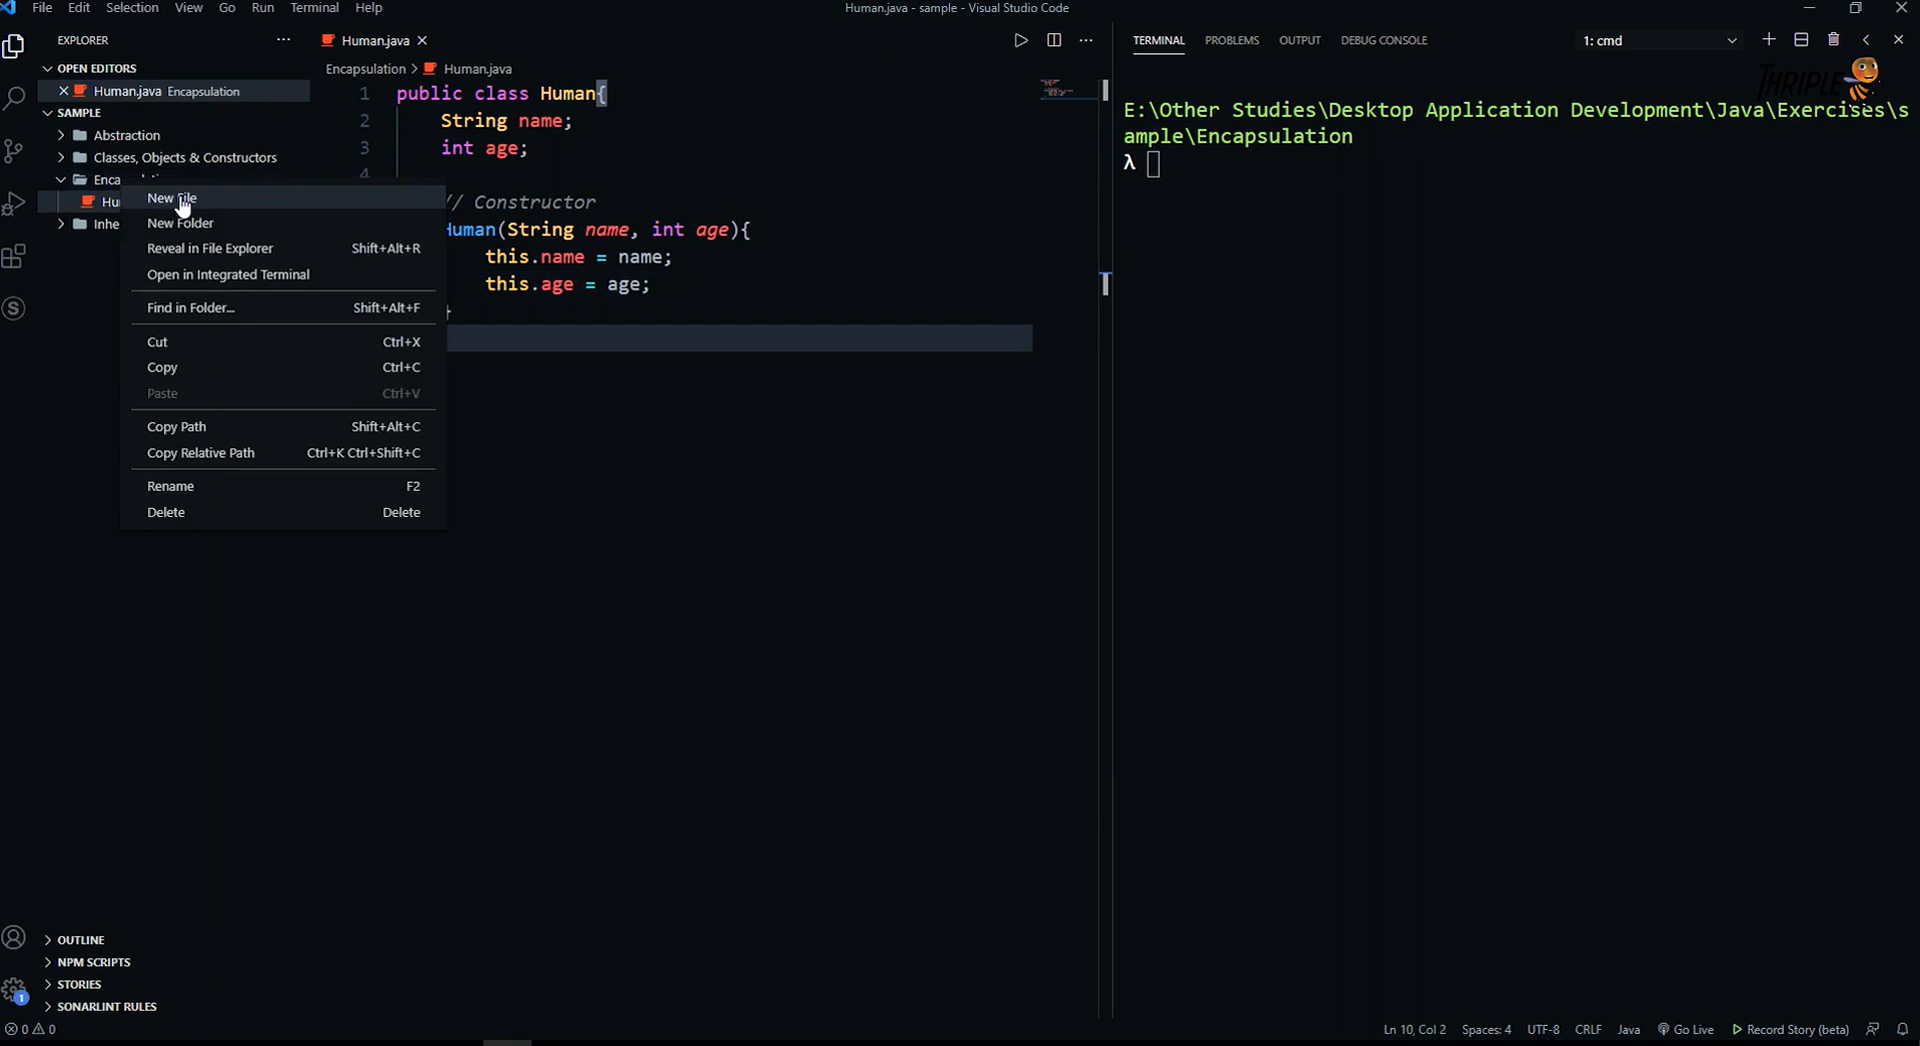 File Edit Selection View Go Run Terminal Help
Human.java - sample - Visual Studio Code
EXPLORER
OPEN EDITORS
Human.java Encapsulation
SAMPLE
Abstraction
Classes, Objects & Constructors
Enca
Hu
Inhe
New File
New Folder
Reveal in File Explorer Shift+Alt+R
Open in Integrated Terminal
Find in Folder... Shift+Alt+F
Cut Ctrl+X
Copy Ctrl+C
Paste Ctrl+V
Copy Path Shift+Alt+C
Copy Relative Path Ctrl+K Ctrl+Shift+C
Rename F2
Delete Delete
OUTLINE
NPM SCRIPTS
STORIES
SONARLINT RULES
Human.java
Encapsulation > Human.java
1 public class Human{
2 String name;
3 int age;
4
// Constructor
Human(String name, int age){
this.name = name;
this.age = age;
}
TERMINAL PROBLEMS OUTPUT DEBUG CONSOLE 1: cmd
THRIPLE
E:\Other Studies\Desktop Application Development\Java\Exercises\s
ample\Encapsulation
λ
1
0 0 Ln 10, Col 2 Spaces: 4 UTF-8 CRLF Java Go Live Record Story (beta)